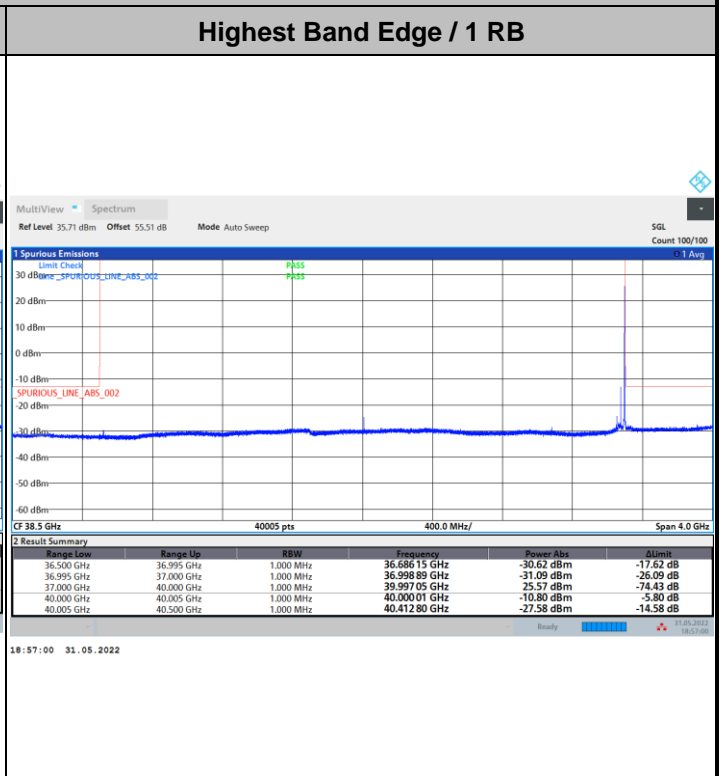 Highest Band Edge / 1 RB
MultiView Spectrum
Ref Level 35.71 dBm Offset 55.51 dB Mode Auto Sweep SGL
Count 100/100
1 Spurious Emissions 1 Avg
Limit Check PASS
30 dBm Line _SPURIOUS_LINE_ABS_002 PASS
20 dBm
10 dBm
0 dBm
-10 dBm
_SPURIOUS_LINE_ABS_002
-20 dBm
-30 dBm
-40 dBm
-50 dBm
-60 dBm
CF 38.5 GHz 40005 pts 400.0 MHz/ Span 4.0 GHz
2 Result Summary
Range Low Range Up RBW Frequency Power Abs ΔLimit
36.500 GHz 36.995 GHz 1.000 MHz 36.686 15 GHz -30.62 dBm -17.62 dB
36.995 GHz 37.000 GHz 1.000 MHz 36.998 89 GHz -31.09 dBm -26.09 dB
37.000 GHz 40.000 GHz 1.000 MHz 39.997 05 GHz 25.57 dBm -74.43 dB
40.000 GHz 40.005 GHz 1.000 MHz 40.000 01 GHz -10.80 dBm -5.80 dB
40.005 GHz 40.500 GHz 1.000 MHz 40.412 80 GHz -27.58 dBm -14.58 dB
Ready 31.05.2022
18:57:00
18:57:00 31.05.2022